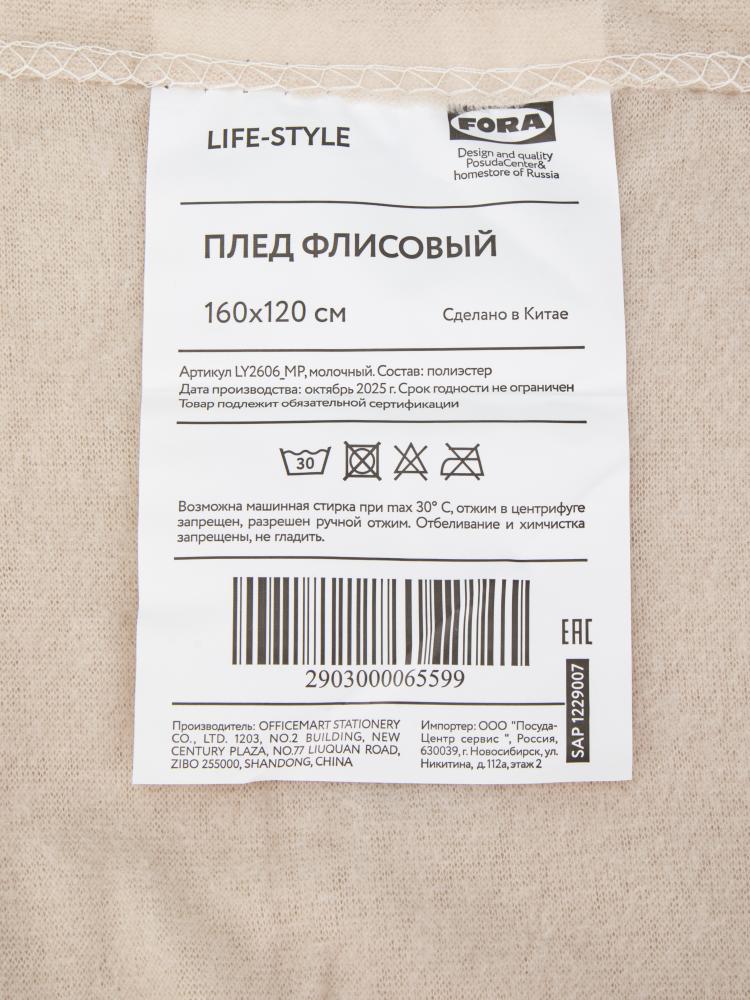 LIFE-STYLE
FORA
Design and quality
PosudaCenter&
homestore of Russia
ПЛЕД ФЛИСОВЫЙ
160х120 см
Сделано в Китае
Артикул LY2606_MP, молочный. Состав: полиэстер
Дата производства: октябрь 2025 г. Срок годности не ограничен
Товар подлежит обязательной сертификации
30
Возможна машинная стирка при max 30° С, отжим в центрифуге
запрещен, разрешен ручной отжим. Отбеливание и химчистка
запрещены, не гладить.
2903000065599
EAC
SAP 1229007
Производитель: OFFICEMART STATIONERY
CO., LTD. 1203, NO.2 BUILDING, NEW
CENTURY PLAZA, NO.77 LIUQUAN ROAD,
ZIBO 255000, SHANDONG, CHINA
Импортер: ООО "Посуда-
Центр сервис ", Россия,
630039, г. Новосибирск, ул.
Никитина, д.112а, этаж 2